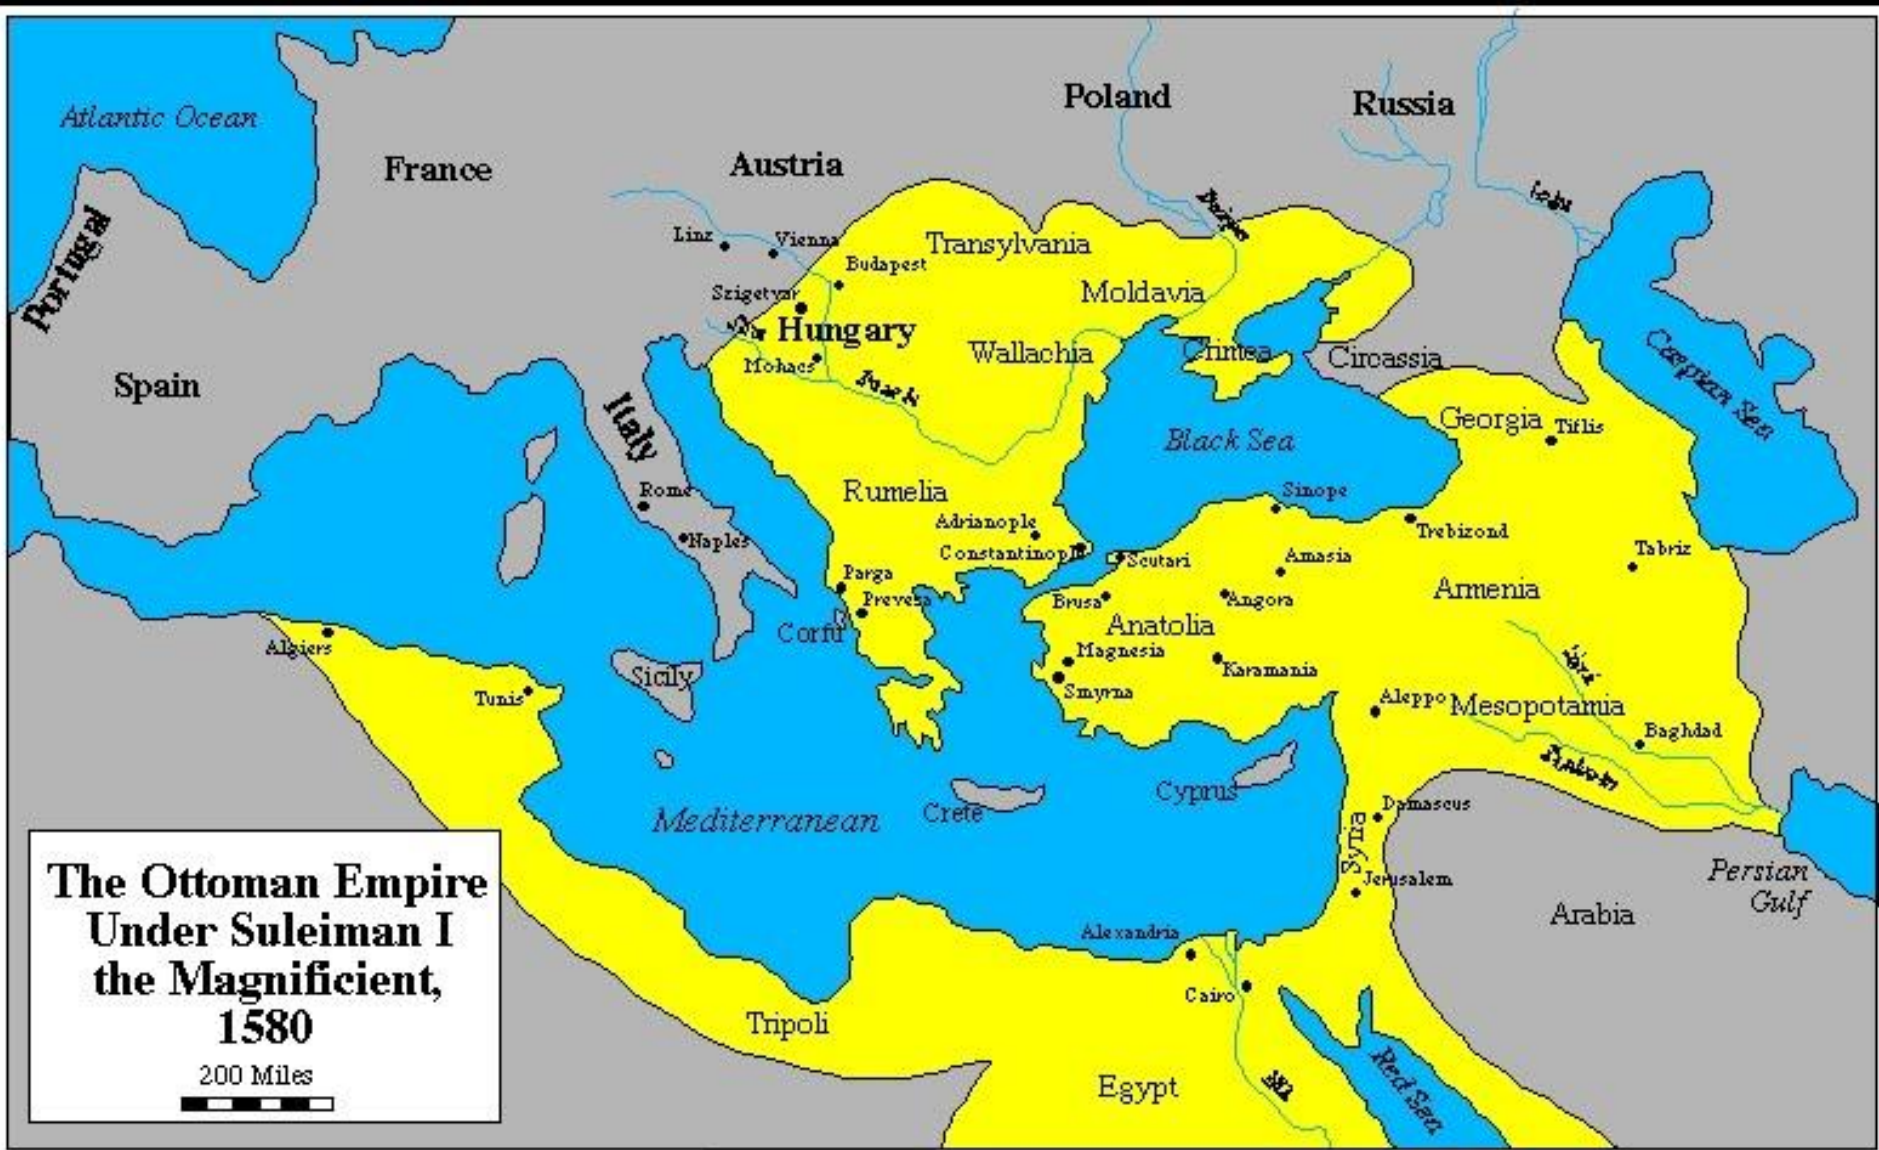 Atlantic Ocean
Poland
Russia
France
Austria
Portugal
Linz
Vienna
Budapest
Transylvania
Szigetvar
Moldavia
Hungary
Mohacs
Wallachia
Crimea
Circassia
Caspian Sea
Spain
Italy
Georgia
Tiflis
Black Sea
Rumelia
Rome
Sinope
Adrianople
Naples
Constantinople
Scutari
Amasia
Trebizond
Tabriz
Parga
Prevesa
Brusa
Angora
Armenia
Corfu
Anatolia
Algiers
Magnesia
Karamania
Sicily
Tunis
Smyrna
Aleppo
Mesopotamia
Baghdad
Cyprus
Crete
Mediterranean
Damascus
Syria
Jerusalem
Persian
Gulf
Arabia
Alexandria
Cairo
Tripoli
Egypt
Red Sea
The Ottoman Empire
Under Suleiman I
the Magnificient,
1580
200 Miles